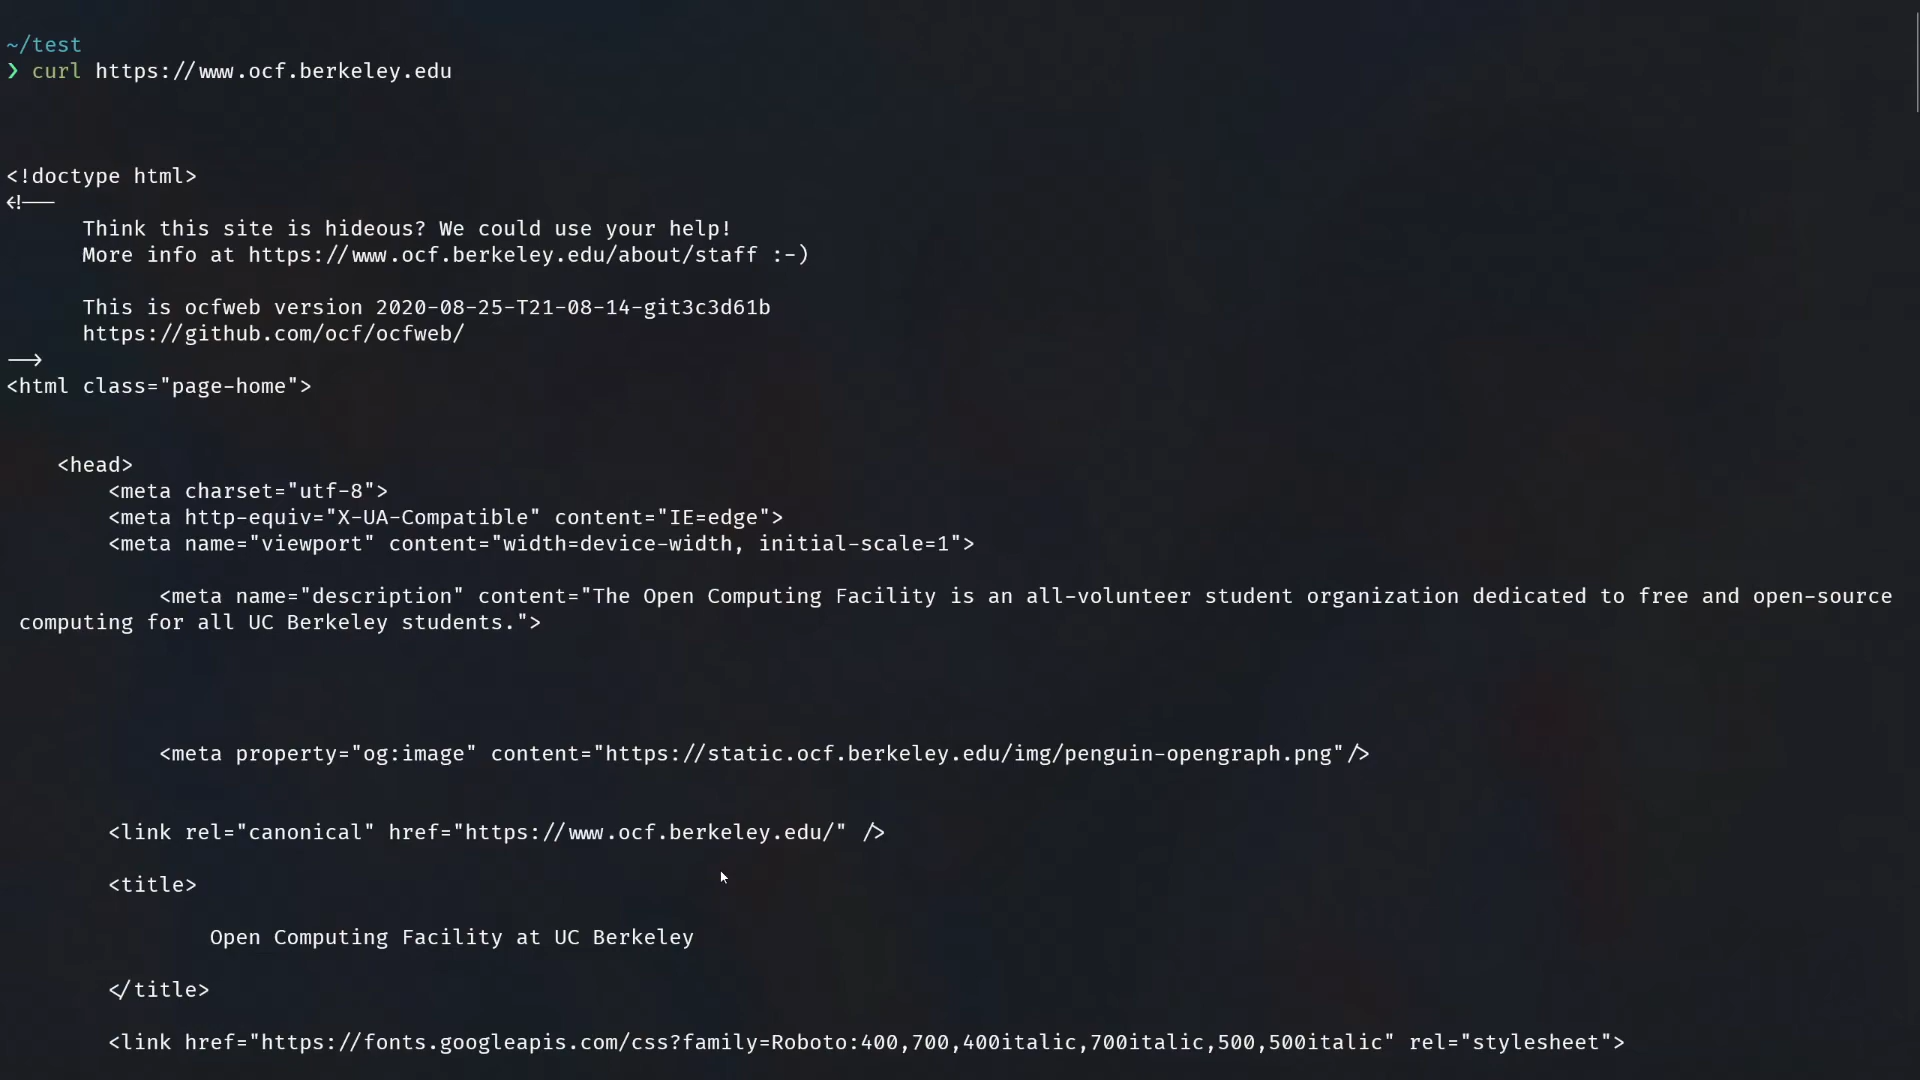 ~/test
❯ curl https://www.ocf.berkeley.edu
<!doctype html>
<!--
Think this site is hideous? We could use your help!
More info at https://www.ocf.berkeley.edu/about/staff :-)
This is ocfweb version 2020-08-25-T21-08-14-git3c3d61b
https://github.com/ocf/ocfweb/
-->
<html class="page-home">
<head>
<meta charset="utf-8">
<meta http-equiv="X-UA-Compatible" content="IE=edge">
<meta name="viewport" content="width=device-width, initial-scale=1">
<meta name="description" content="The Open Computing Facility is an all-volunteer student organization dedicated to free and open-source
computing for all UC Berkeley students.">
<meta property="og:image" content="https://static.ocf.berkeley.edu/img/penguin-opengraph.png"/>
<link rel="canonical" href="https://www.ocf.berkeley.edu/" />
<title>
Open Computing Facility at UC Berkeley
</title>
<link href="https://fonts.googleapis.com/css?family=Roboto:400,700,400italic,700italic,500,500italic" rel="stylesheet">